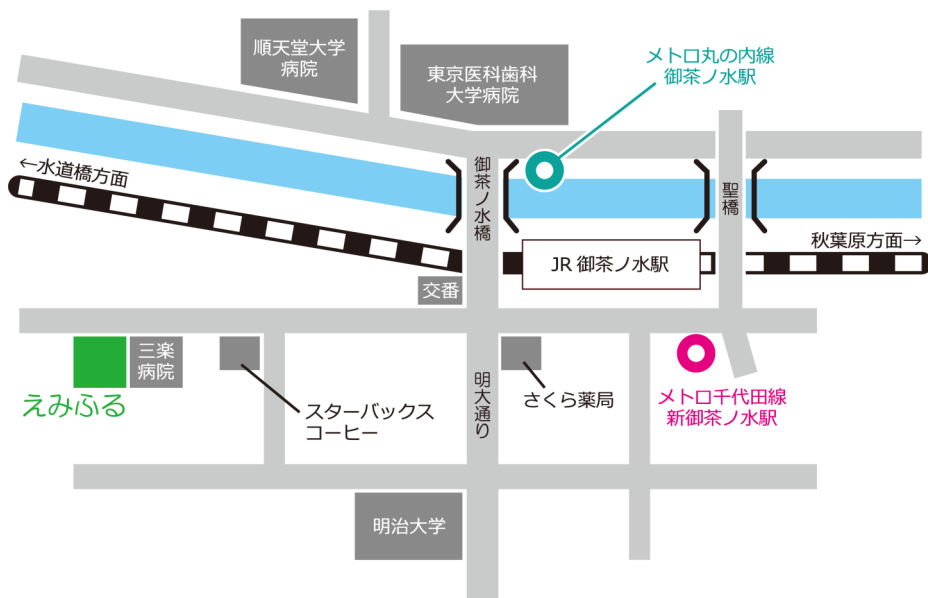 順天堂大学
病院
東京医科歯科
大学病院
メトロ丸の内線
御茶ノ水駅
←水道橋方面
御茶ノ水橋
聖橋
秋葉原方面→
JR 御茶ノ水駅
交番
三楽
病院
えみふる
スターバックス
コーヒー
明大通り
さくら薬局
メトロ千代田線
新御茶ノ水駅
明治大学